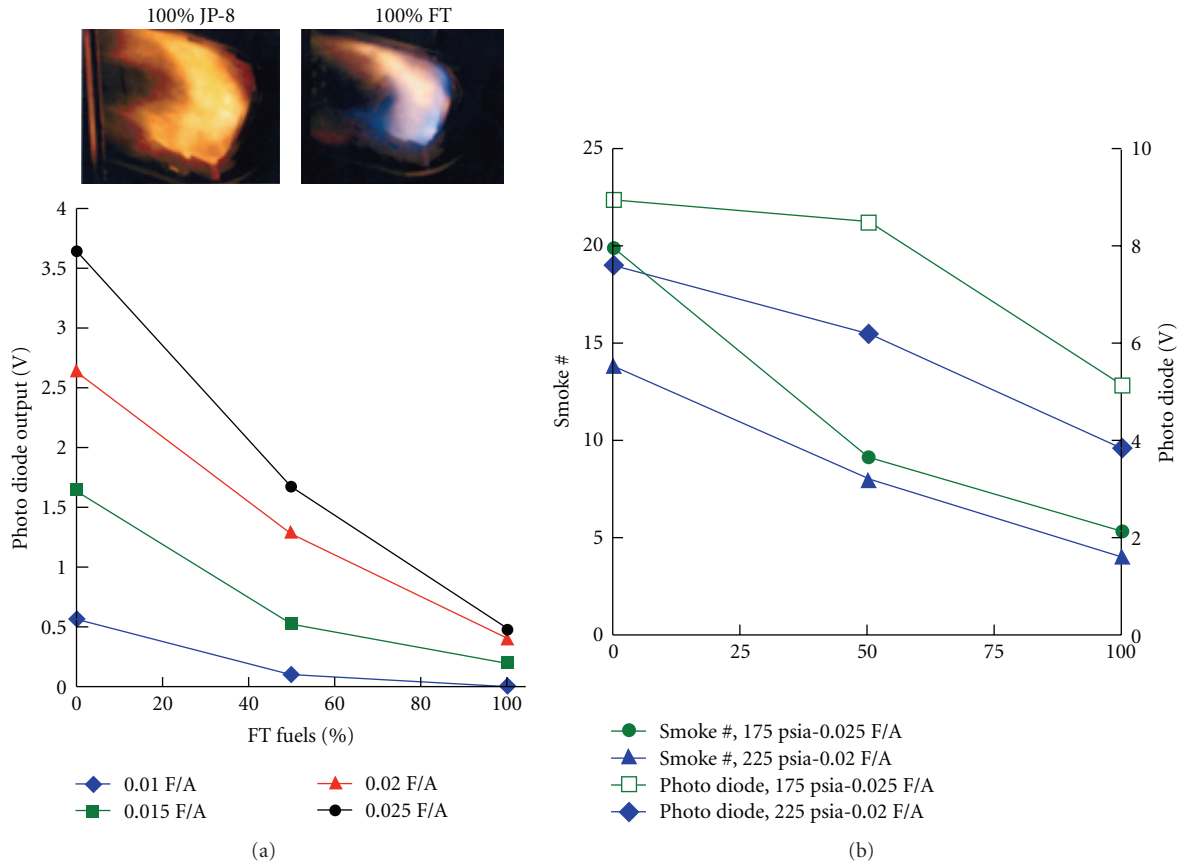 100% JP-8
100% FT
4
3.5
3
2.5
2
1.5
1
0.5
0
Photo diode output (V)
0 20 40 60 80 100
FT fuels (%)
0.01 F/A
0.02 F/A
0.015 F/A
0.025 F/A
(a)
25
20
15
10
5
0
Smoke #
10
8
6
4
2
0
Photo diode (V)
0 25 50 75 100
Smoke #, 175 psia-0.025 F/A
Smoke #, 225 psia-0.02 F/A
Photo diode, 175 psia-0.025 F/A
Photo diode, 225 psia-0.02 F/A
(b)